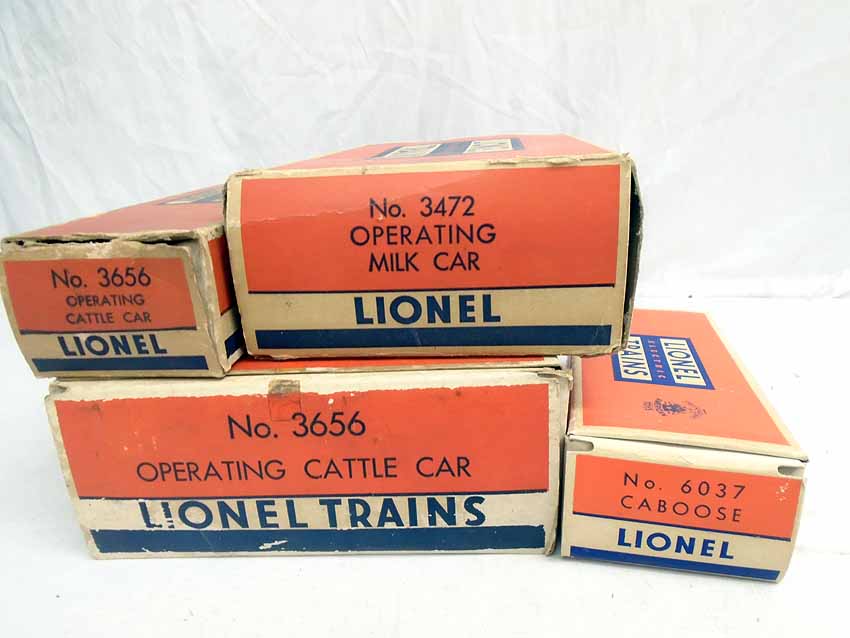 No. 3472
OPERATING
MILK CAR
LIONEL
No. 3656
OPERATING
CATTLE CAR
LIONEL
No. 3656
OPERATING CATTLE CAR
LIONEL TRAINS
LIONEL
ELECTRIC
TRAINS
No. 6037
CABOOSE
LIONEL